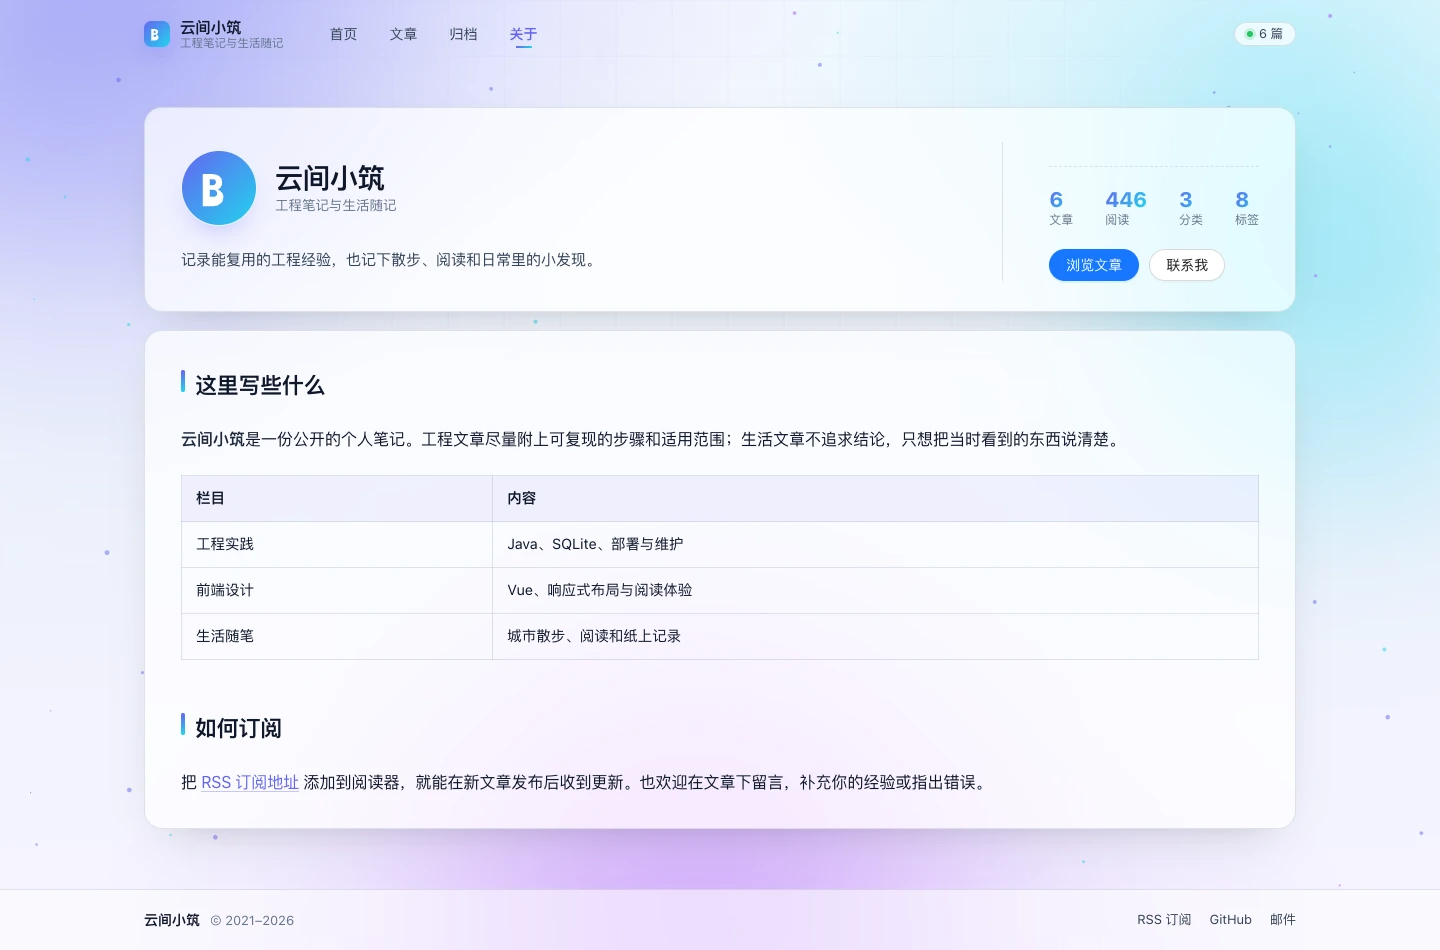 B
云间小筑
工程笔记与生活随记
首页 文章 归档 关于
6 篇
B
云间小筑
工程笔记与生活随记
记录能复用的工程经验，也记下散步、阅读和日常里的小发现。
6 446 3 8
文章 阅读 分类 标签
浏览文章 联系我
这里写些什么
云间小筑是一份公开的个人笔记。工程文章尽量附上可复现的步骤和适用范围；生活文章不追求结论，只想把当时看到的东西说清楚。
栏目 内容
工程实践 Java、SQLite、部署与维护
前端设计 Vue、响应式布局与阅读体验
生活随笔 城市散步、阅读和纸上记录
如何订阅
把 RSS 订阅地址 添加到阅读器，就能在新文章发布后收到更新。也欢迎在文章下留言，补充你的经验或指出错误。
云间小筑 © 2021–2026
RSS 订阅 GitHub 邮件